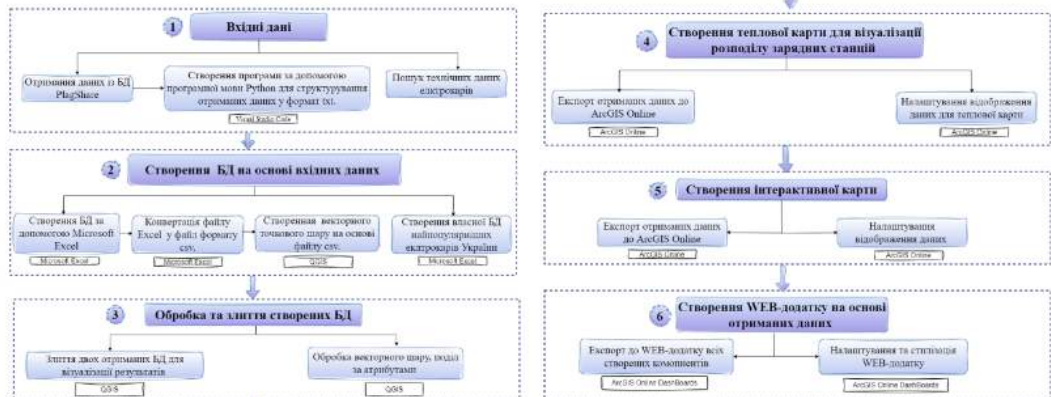 1
Вхідні дані
Отримання даних із БД
PlagShare
Створення програми за допомогою
програмної мови Python для структурування
отриманих даних у формат txt.
Visual Studio Code
Пошук технічних даних
електрокарів
2
Створення БД на основі вхідних даних
Створення БД за
допомогою Microsoft
Excel
Microsoft Excel
Конвертація файлу
Excel у файл формату
csv.
Microsoft Excel
Створення векторного
точкового шару на основі
файлу csv.
QGIS
Створення власної БД
найпопулярніших
електрокарів України
Microsoft Excel
3
Обробка та злиття створених БД
Злиття двох отриманих БД для
візуалізації результатів
QGIS
Обробка векторного шару, поділ
за атрибутами
QGIS
4
Створення теплової карти для візуалізації
розподілу зарядних станцій
Експорт отриманих даних до
ArcGIS Online
ArcGIS Online
Налаштування відображення
даних для теплової карти
ArcGIS Online
5
Створення інтерактивної карти
Експорт отриманих даних
до ArcGIS Online
ArcGIS Online
Налаштування
відображення даних
ArcGIS Online
6
Створення WEB-додатку на основі
отриманих даних
Експорт до WEB-додатку всіх
створених компонентів
ArcGIS Online DashBoards
Налаштування та стилізація
WEB-додатку
ArcGIS Online DashBoards